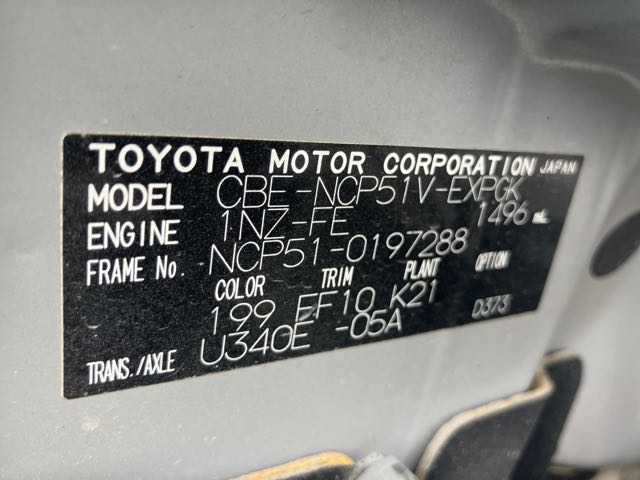 TOYOTA MOTOR CORPORATION JAPAN
MODEL CBE-NCP51V-EXPGK
ENGINE 1NZ-FE 1496 mL
FRAME No. NCP51-0197288
COLOR TRIM PLANT OPTION
199 FF10 K21
TRANS./AXLE U340E -05A D373